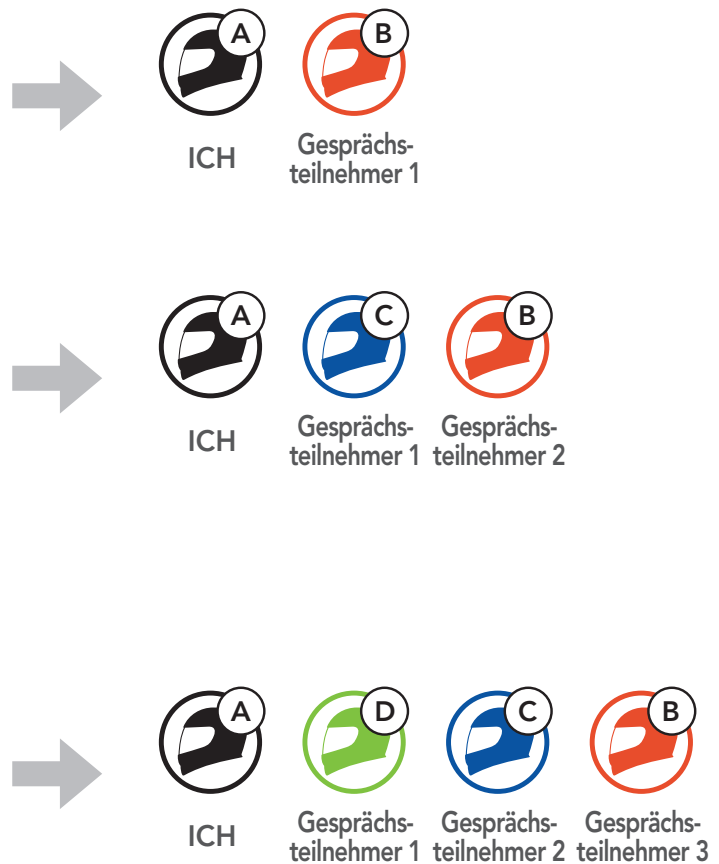 A B
ICH
Gesprächs-
teilnehmer 1
A C B
ICH
Gesprächs-
teilnehmer 1
Gesprächs-
teilnehmer 2
A D C B
ICH
Gesprächs-
teilnehmer 1
Gesprächs-
teilnehmer 2
Gesprächs-
teilnehmer 3